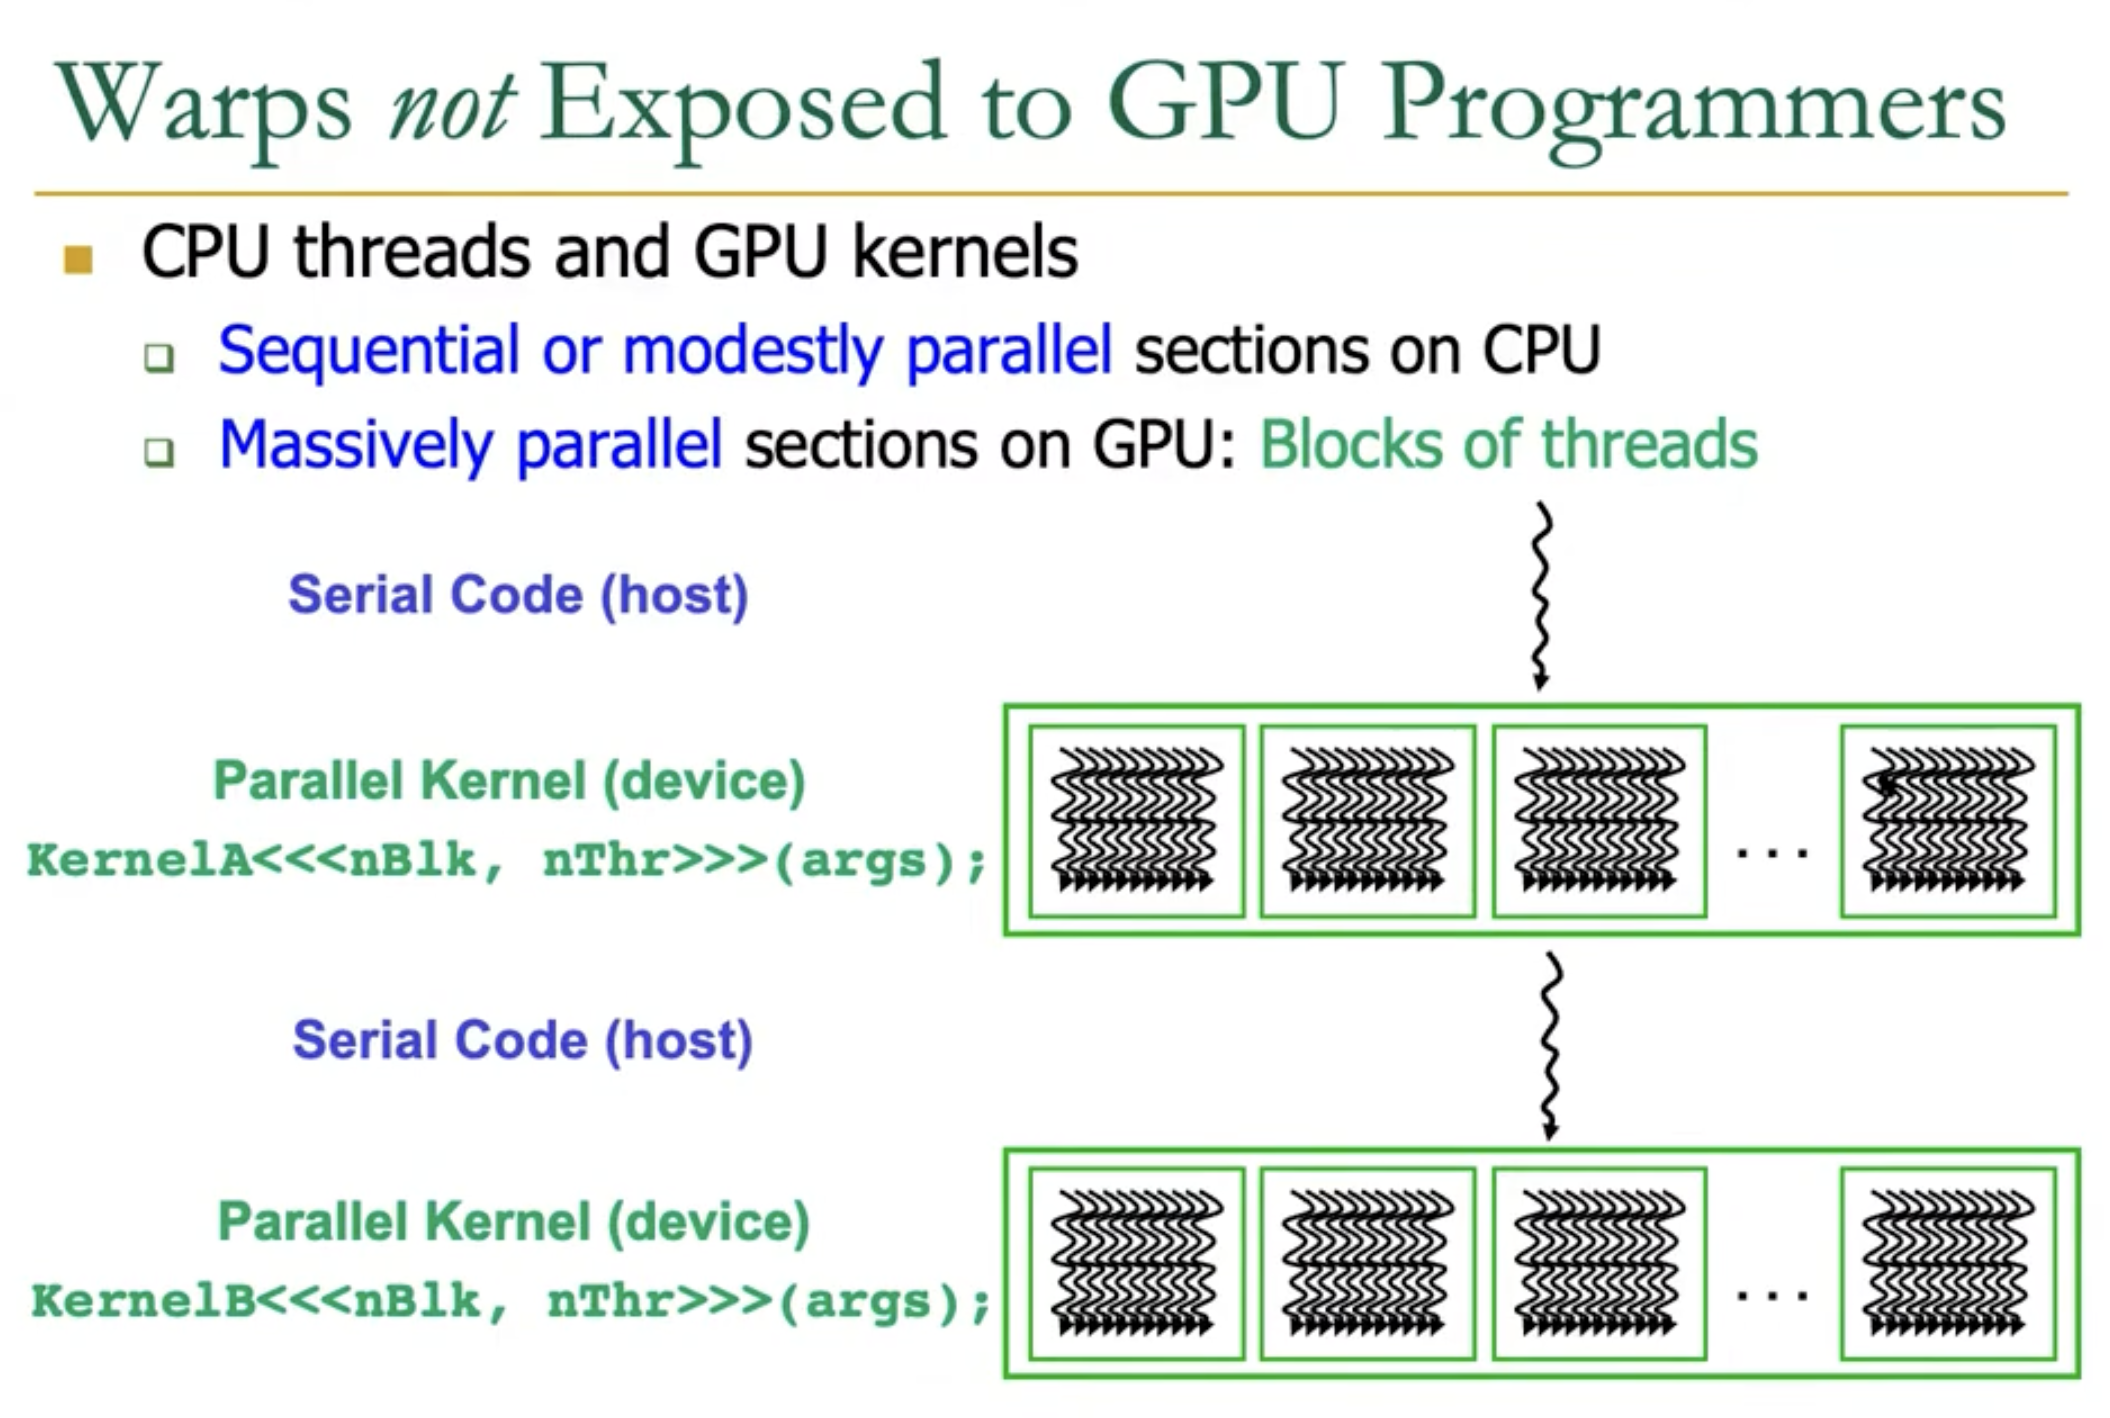 Warps not Exposed to GPU Programmers
CPU threads and GPU kernels
Sequential or modestly parallel sections on CPU
Massively parallel sections on GPU: Blocks of threads
Serial Code (host)
Parallel Kernel (device)
KernelA<<<nBlk, nThr>>>(args);
. . .
Serial Code (host)
Parallel Kernel (device)
KernelB<<<nBlk, nThr>>>(args);
. . .